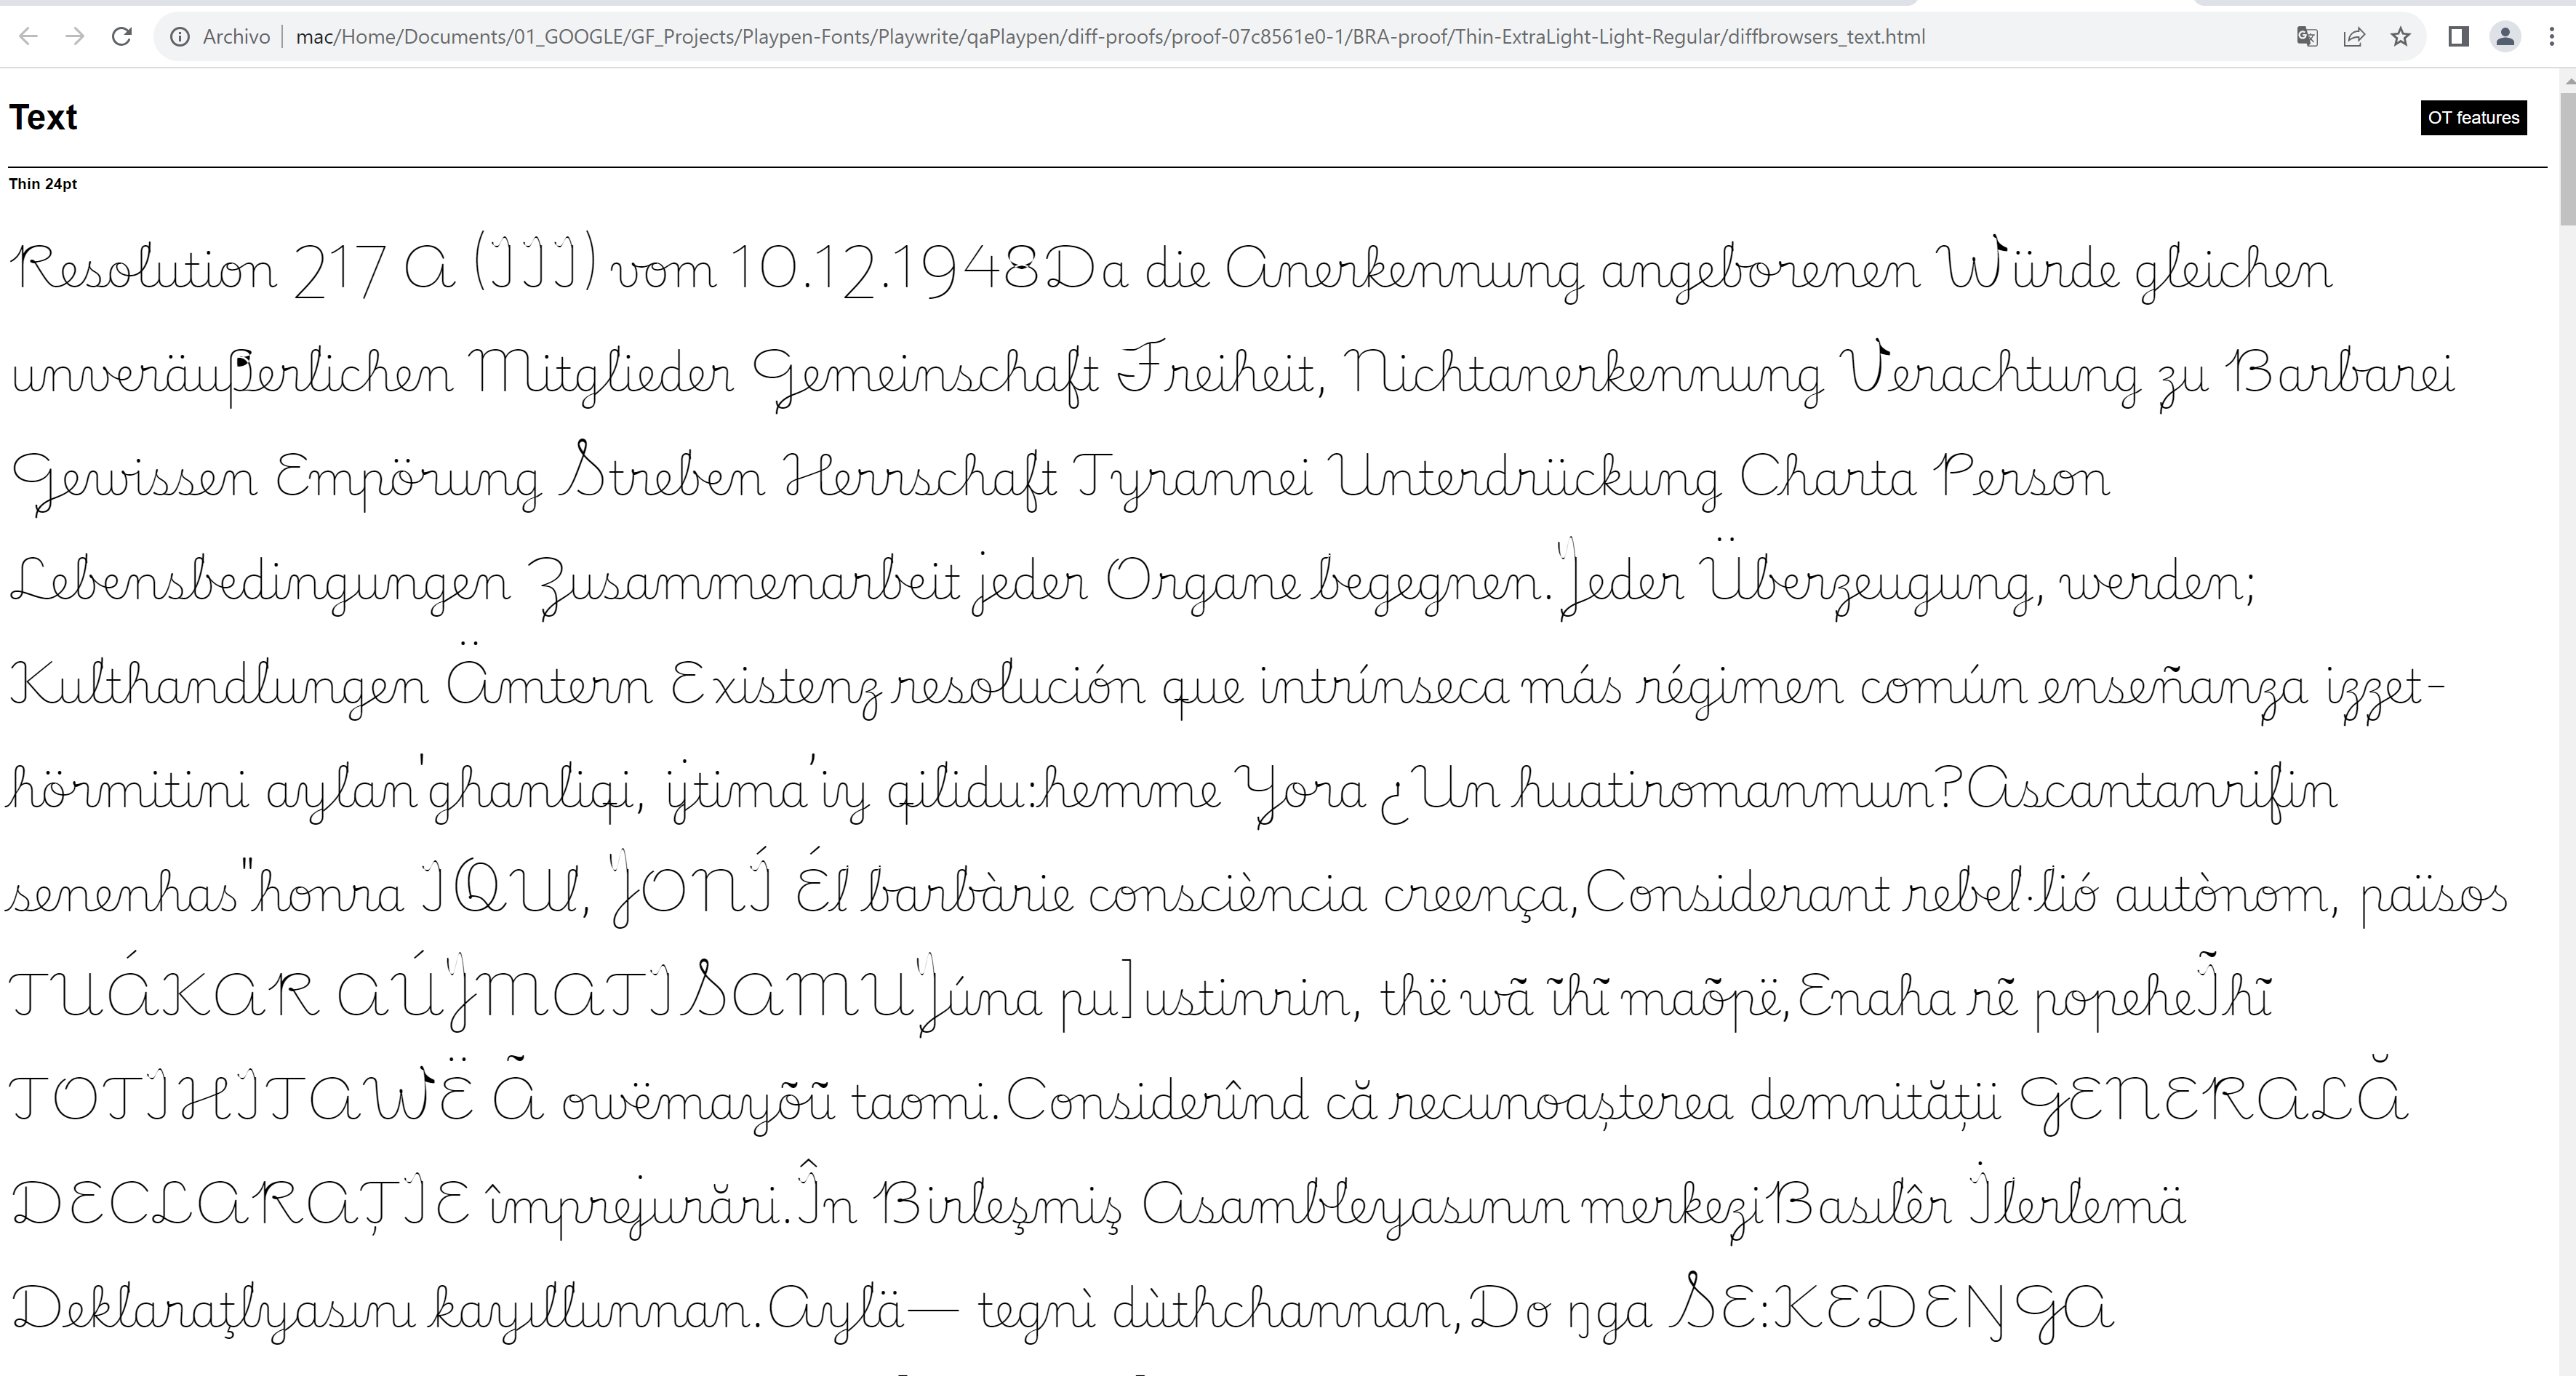 Archivo | mac/Home/Documents/01_GOOGLE/GF_Projects/Playpen-Fonts/Playwrite/qaPlaypen/diff-proofs/proof-07c8561e0-1/BRA-proof/Thin-ExtraLight-Light-Regular/diffbrowsers_text.html
Text
OT features
Thin 24pt
Resolution 217 A (III) vom 10.12.1948Da die Anerkennung angeborenen Würde gleichen
unveräußerlichen Mitglieder Gemeinschaft Freiheit, Nichtanerkennung Verachtung zu Barbarei
Gewissen Empörung Streben Herrschaft Tyrannei Unterdrückung Charta Person
Lebensbedingungen Zusammenarbeit jeder Organe begegnen.Jeder Überzeugung, werden;
Kulthandlungen Ämtern Existenz resolución que intrínseca más régimen común enseñanza izzet-
hörmitini aylan'ghanliqi, ijtima'iy qilidu:hemme Yora ¿Un huatiromanmun?Ascantanrifin
senenhas"honra IQUI, JONÍ Él barbàrie consciència creença,Considerant rebel·lió autònom, països
TUÁKAR AÚJMATISAMUJúna pu]ustinrin, thë wã ĩhĩ maõpë,Enaha rẽ popeheĨhĩ
TOTIHITAWË Ã owëmayõũ taomi.Considerînd că recunoașterea demnității GENERALĂ
DECLARAȚIE împrejurări.În Birleşmiş Asambleyasının merkeziBasılêr İlerlemä
Deklaraţlyasını kayıllunnan.Aylä— tegnì dùthchannan,Do ŋga SE:KEDEŊGA